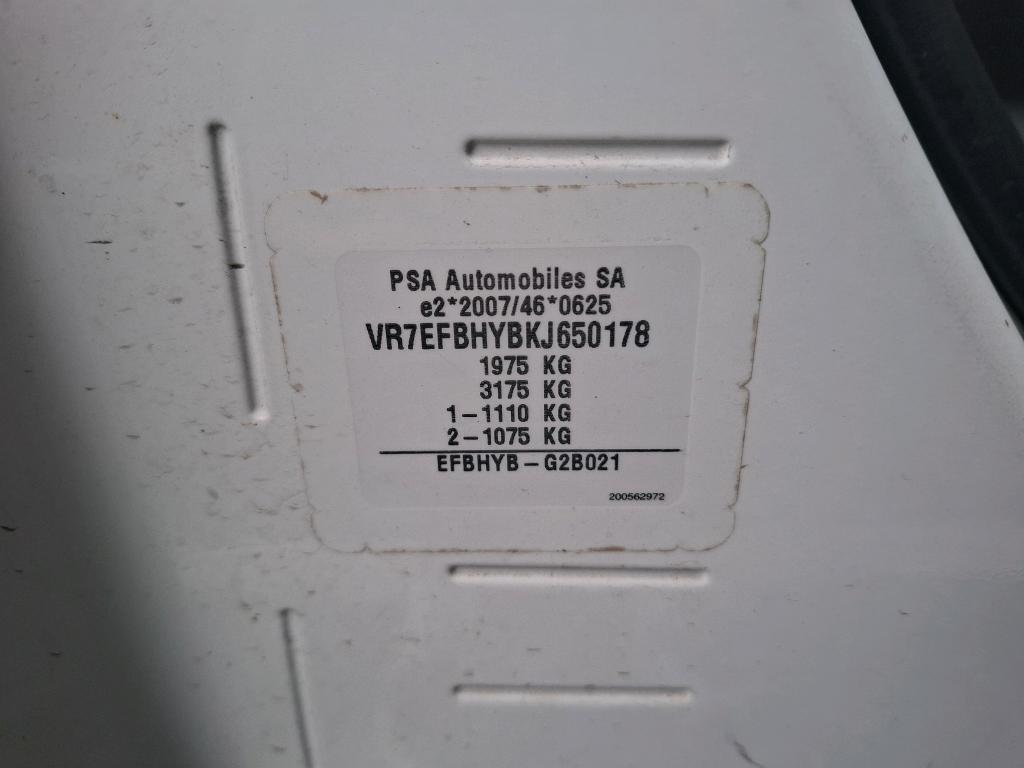 PSA Automobiles SA
e2*2007/46*0625
VR7EFBHYBKJ650178
1975 KG
3175 KG
1-1110 KG
2-1075 KG
EFBHYB-G2B021
200562972